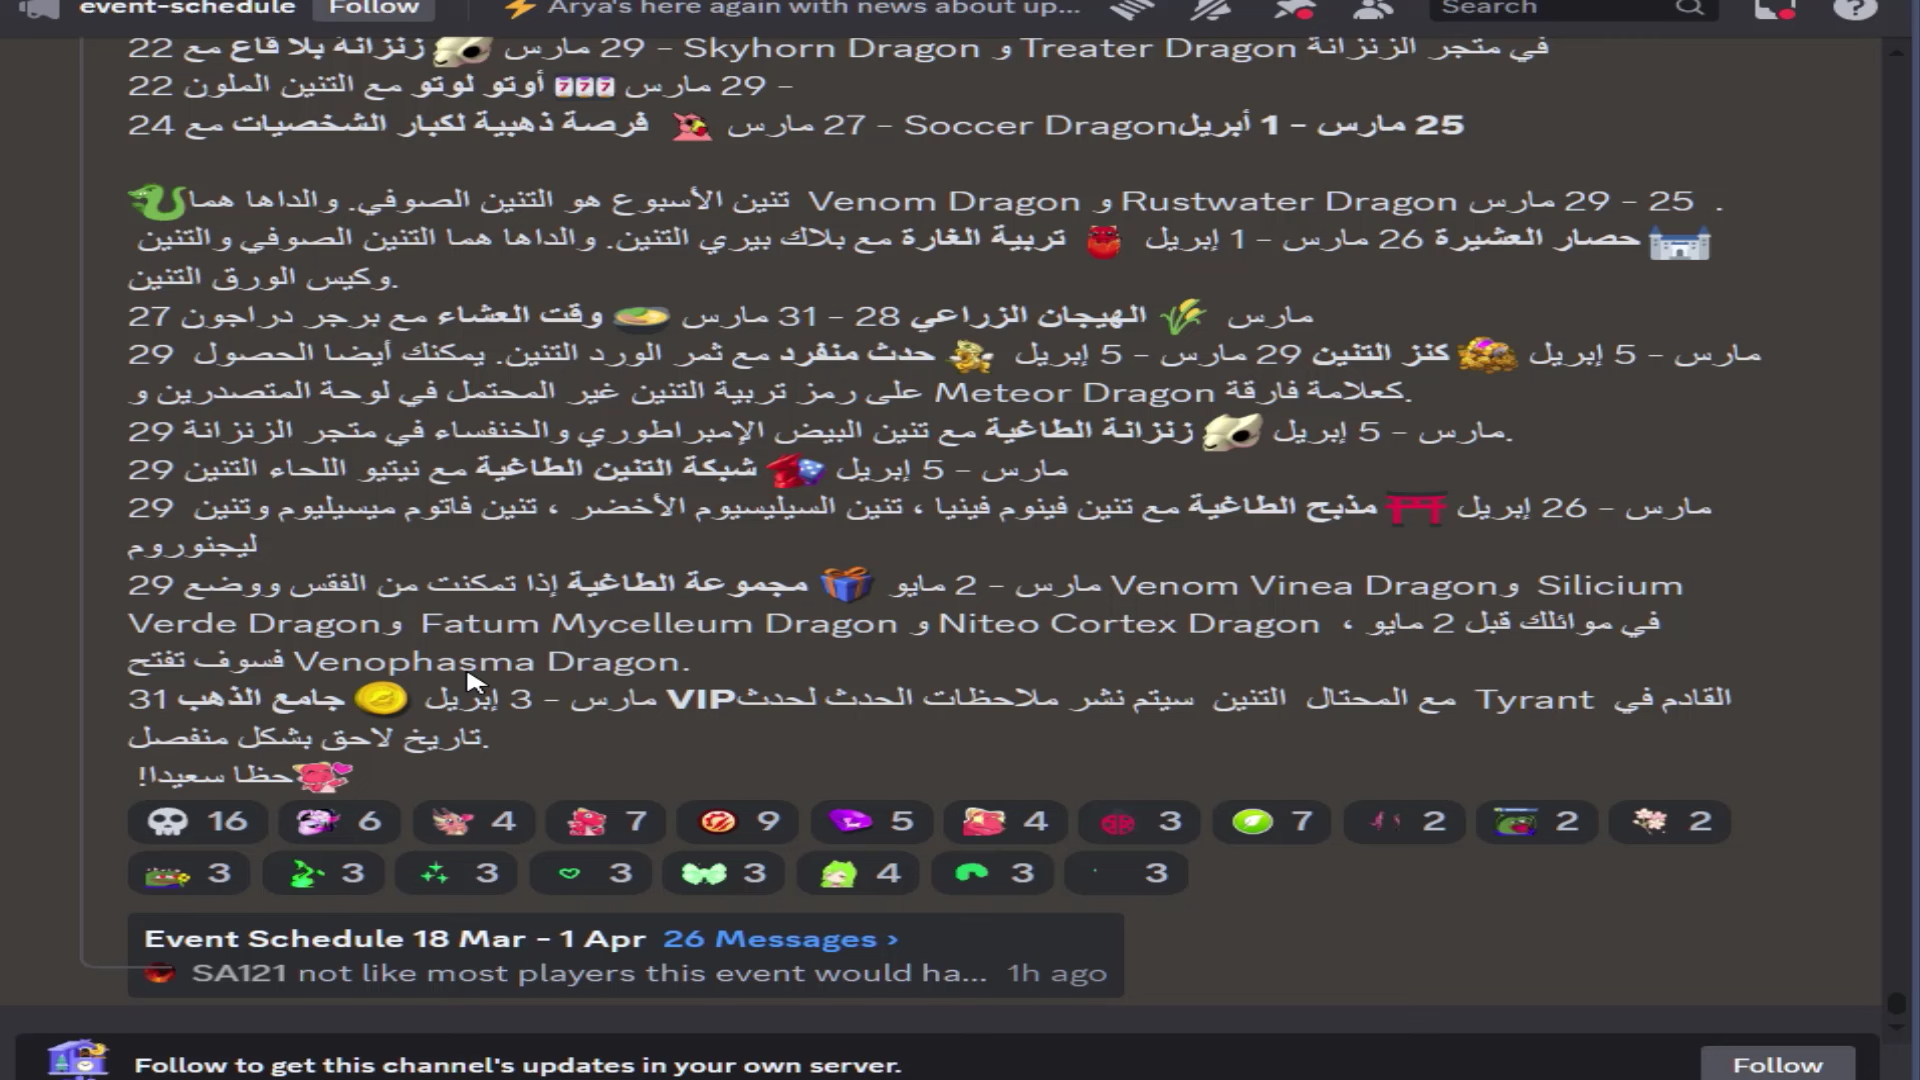 event-schedule Follow Arya's here again with news about up... Search
22 في متجر الزنزانة Treater Dragon و Skyhorn Dragon - 29 مارس زنزانة بلا قاع مع
22 أوتو لوتو مع التنين الملون 777 29 مارس -
24 فرصة ذهبية لكبار الشخصيات مع 27 مارس - Soccer Dragon 25 مارس - 1 أبريل
تنين الأسبوع هو التنين الصوفي. والداها هما Venom Dragon و Rustwater Dragon 25 - 29 مارس .
حصار العشيرة 26 مارس - 1 إبريل تربية الغارة مع بلاك بيري التنين. والداها هما التنين الصوفي والتنين
وكيس الورق التنين.
27 مارس الهيجان الزراعي 28 - 31 مارس وقت العشاء مع برجر دراجون
29 مارس - 5 إبريل كنز التنين 29 مارس - 5 إبريل حدث منفرد مع ثمر الورد التنين. يمكنك أيضا الحصول
على رمز تربية التنين غير المحتمل في لوحة المتصدرين و Meteor Dragon كعلامة فارقة.
29 مارس - 5 إبريل زنزانة الطاغية مع تنين البيض الإمبراطوري والخنفساء في متجر الزنزانة.
29 مارس - 5 إبريل شبكة التنين الطاغية مع نيتيو اللحاء التنين
29 مارس - 26 إبريل مذبح الطاغية مع تنين فينوم فينيا ، تنين السيليسيوم الأخضر ، تنين فاتوم ميسيليوم وتنين
ليجنوروم
29 مارس - 2 مايو مجموعة الطاغية إذا تمكنت من الفقس ووضع Venom Vinea Dragon و Silicium
Verde Dragon و Fatum Mycelleum Dragon و Niteo Cortex Dragon في موائلك قبل 2 مايو ،
فسوف تفتح Venophasma Dragon.
31 مارس - 3 إبريل جامع الذهب VIP القادم في Tyrant مع المحتال التنين سيتم نشر ملاحظات الحدث لحدث
تاريخ لاحق بشكل منفصل.
حظا سعيدا!
16 6 4 7 9 5 4 3 7 2 2 2
3 3 3 3 3 4 3 3
Event Schedule 18 Mar - 1 Apr 26 Messages ›
SA121 not like most players this event would ha... 1h ago
Follow to get this channel's updates in your own server. Follow